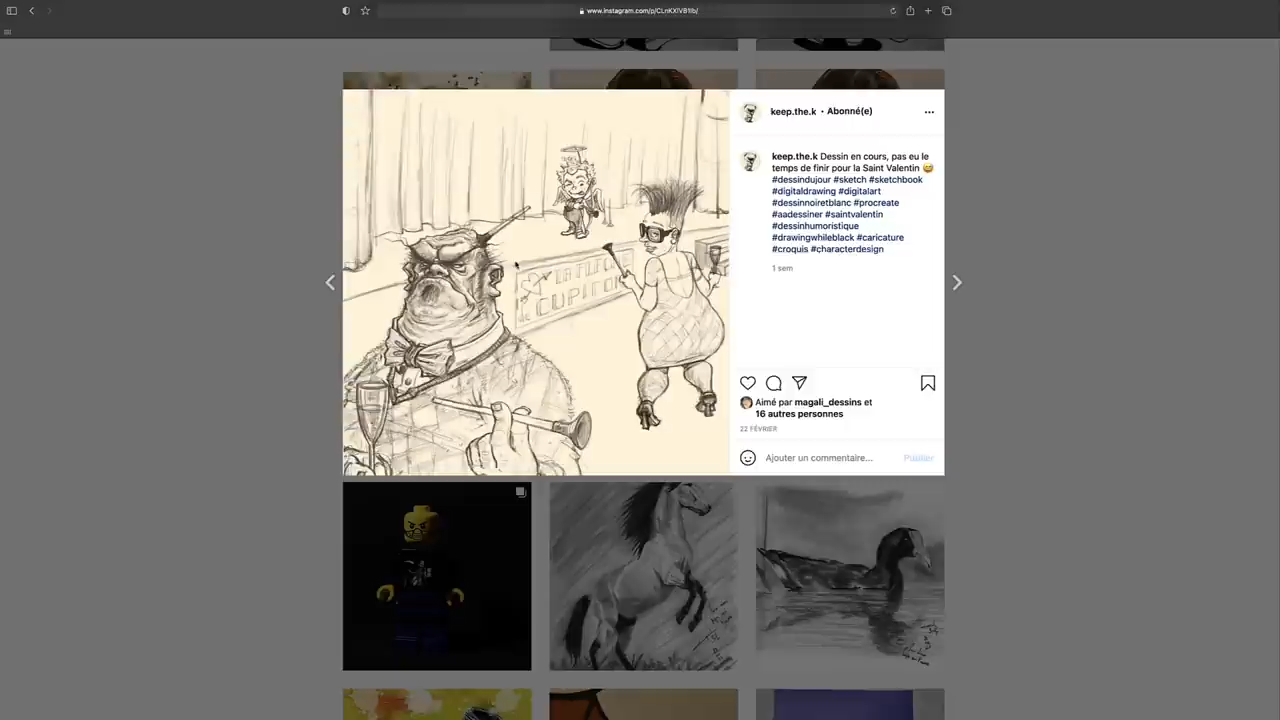 www.instagram.com/p/CLnKXlVB1lb/
keep.the.k • Abonné(e)
keep.the.k Dessin en cours, pas eu le
temps de finir pour la Saint Valentin 😅
#dessindujour #sketch #sketchbook
#digitaldrawing #digitalart
#dessinnoiretblanc #procreate
#aadessiner #saintvalentin
#dessinhumoristique
#drawingwhileblack #caricature
#croquis #characterdesign
1 sem
CUPIDON
Aimé par magali_dessins et
16 autres personnes
22 FÉVRIER
Ajouter un commentaire...
Publier